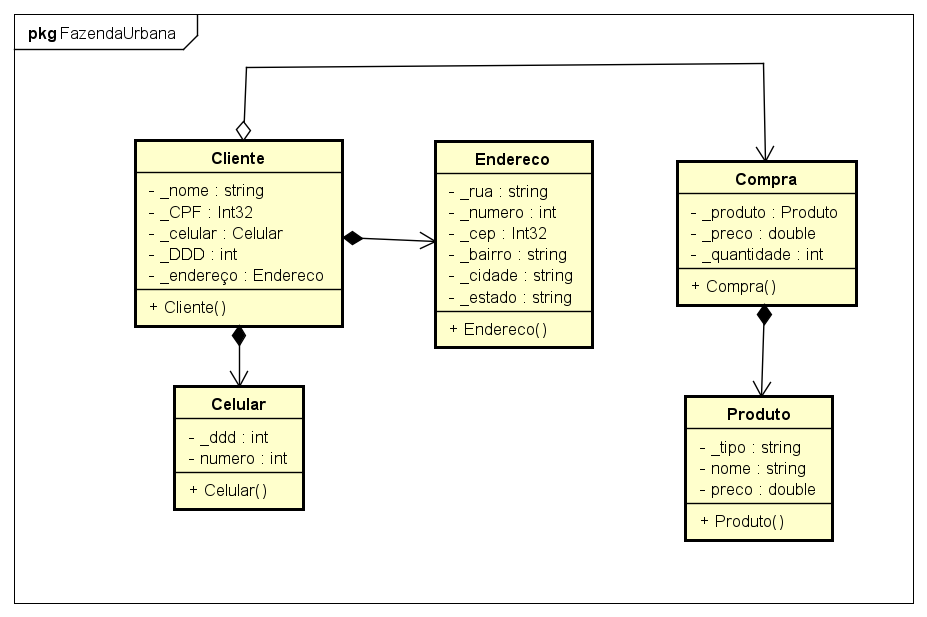 pkg FazendaUrbana
Cliente
- _nome : string
- _CPF : Int32
- _celular : Celular
- _DDD : int
- _endereço : Endereco
+ Cliente()
Endereco
- _rua : string
- _numero : int
- _cep : Int32
- _bairro : string
- _cidade : string
- _estado : string
+ Endereco()
Compra
- _produto : Produto
- _preco : double
- _quantidade : int
+ Compra()
Celular
- _ddd : int
- numero : int
+ Celular()
Produto
- _tipo : string
- nome : string
- preco : double
+ Produto()